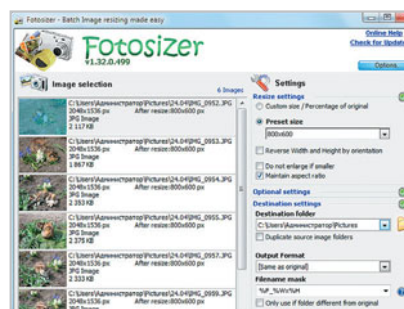 Fotosizer - Batch Image resizing made easy
Online Help
Check for Updat
Fotosizer
v1.32.0.499
Options
Image selection
6 Images
C:\Users\Администратор\Pictures\24.04\IMG_0952.JPG
2048x1536 px After resize:800x600 px
JPG Image
2 117 KB
C:\Users\Администратор\Pictures\24.04\IMG_0953.JPG
2048x1536 px After resize:800x600 px
JPG Image
1 867 KB
C:\Users\Администратор\Pictures\24.04\IMG_0954.JPG
2048x1536 px After resize:800x600 px
JPG Image
2 353 KB
C:\Users\Администратор\Pictures\24.04\IMG_0955.JPG
2048x1536 px After resize:800x600 px
JPG Image
2 375 KB
C:\Users\Администратор\Pictures\24.04\IMG_0957.JPG
2048x1536 px After resize:800x600 px
JPG Image
2 333 KB
C:\Users\Администратор\Pictures\24.04\IMG_0959.JPG
2048x1536 px After resize:800x600 px
Settings
Resize settings
Custom size / Percentage of original
Preset size
800x600
Reverse Width and Height by orientation
Do not enlarge if smaller
Maintain aspect ratio
Optional settings
Destination settings
Destination folder
C:\Users\Администратор\Pictures
Duplicate source image folders
Output Format
[Same as original]
Filename mask
%F_%Wx%H
Only use if folder different from original